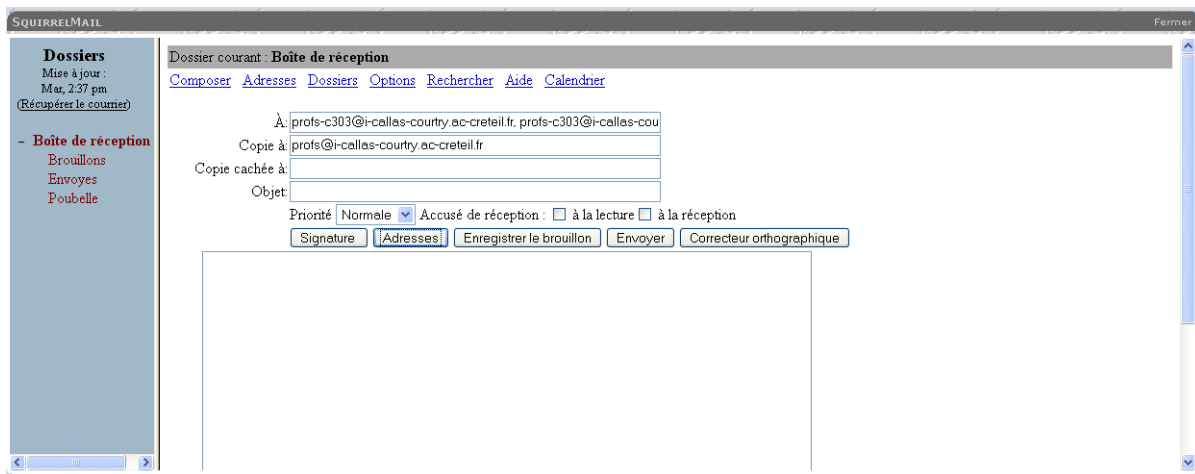 SQUIRRELMAIL Fermer
Dossiers
Mise à jour :
Mar, 2:37 pm
(Récupérer le courrier)
– Boîte de réception
Brouillons
Envoyes
Poubelle
Dossier courant : Boîte de réception
Composer Adresses Dossiers Options Rechercher Aide Calendrier
À: profs-c303@i-callas-courtry.ac-creteil.fr, profs-c303@i-callas-cou
Copie à: profs@i-callas-courtry.ac-creteil.fr
Copie cachée à:
Objet:
Priorité Normale Accusé de réception : à la lecture à la réception
Signature Adresses Enregistrer le brouillon Envoyer Correcteur orthographique